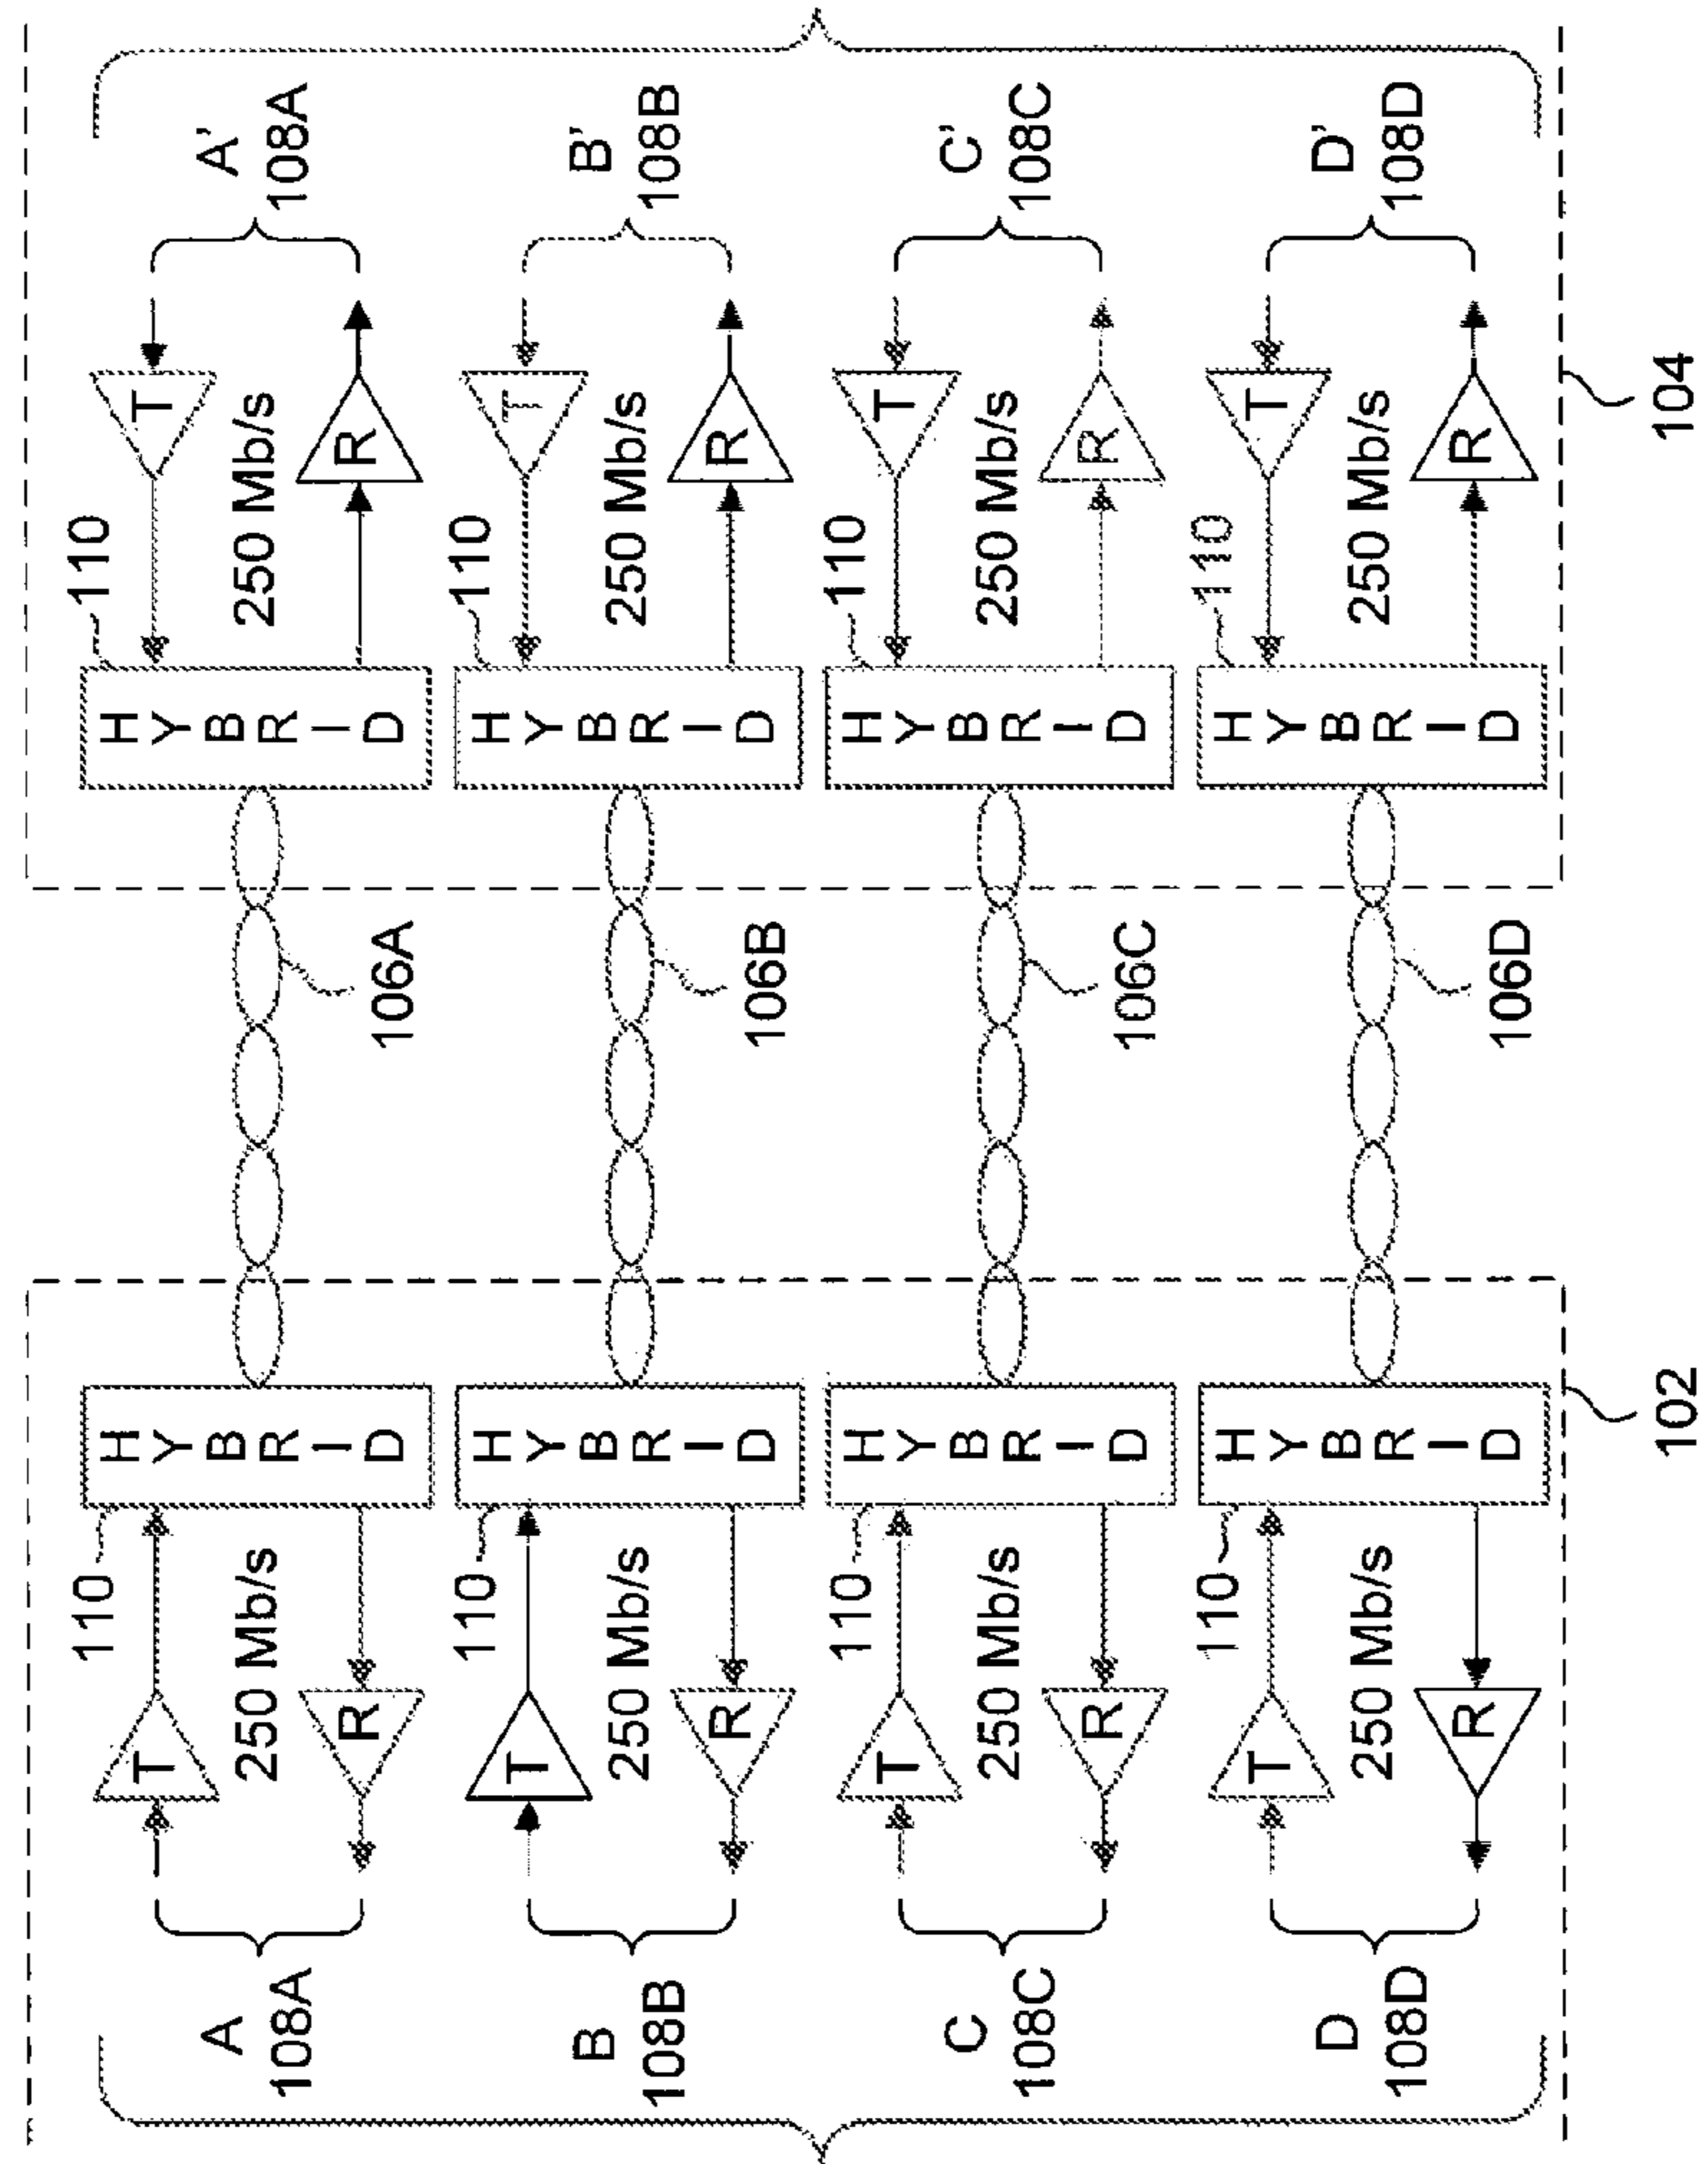 A
108A
T
R
250 Mb/s
110
HYBRID
106A
HYBRID
110
250 Mb/s
T
R
A'
108A
B
108B
T
R
250 Mb/s
110
HYBRID
106B
HYBRID
110
250 Mb/s
T
R
B'
108B
C
108C
T
R
250 Mb/s
110
HYBRID
106C
HYBRID
110
250 Mb/s
T
R
C'
108C
D
108D
T
R
250 Mb/s
110
HYBRID
106D
HYBRID
110
250 Mb/s
T
R
D'
108D
102
104